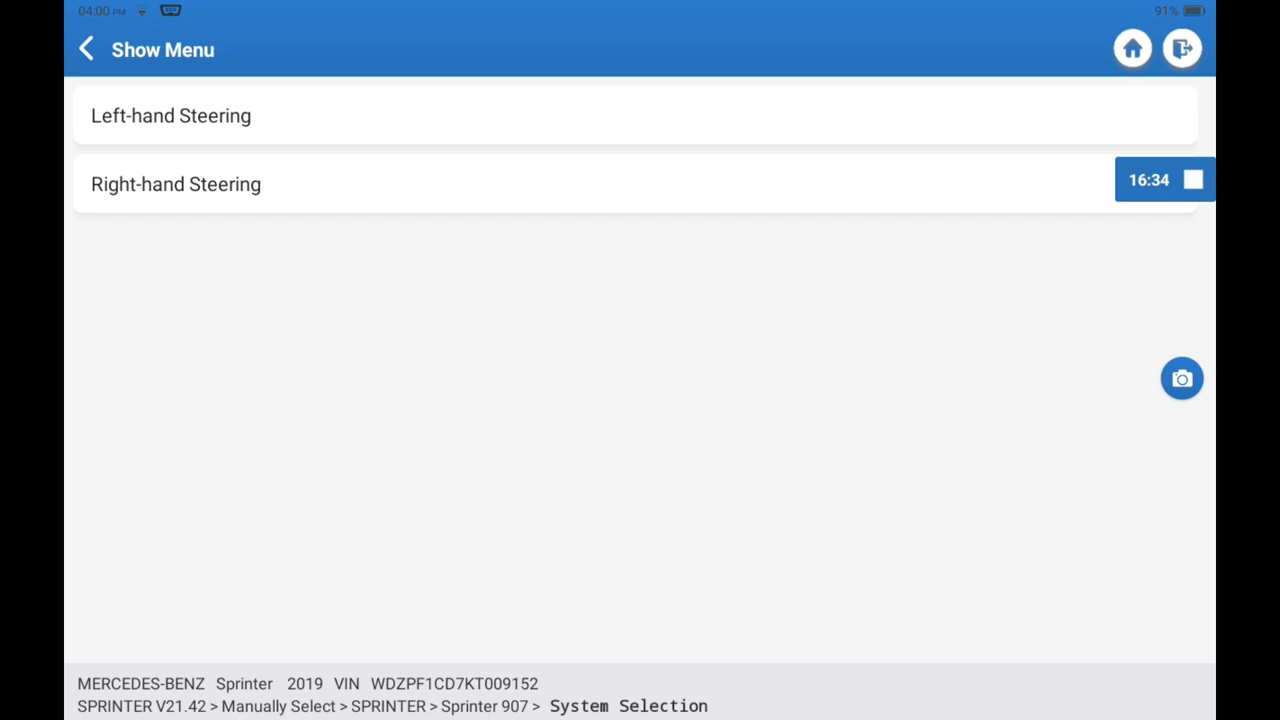 04:00 PM
91%
Show Menu
Left-hand Steering
Right-hand Steering
16:34
MERCEDES-BENZ Sprinter 2019 VIN WDZPF1CD7KT009152
SPRINTER V21.42 > Manually Select > SPRINTER > Sprinter 907 > System Selection